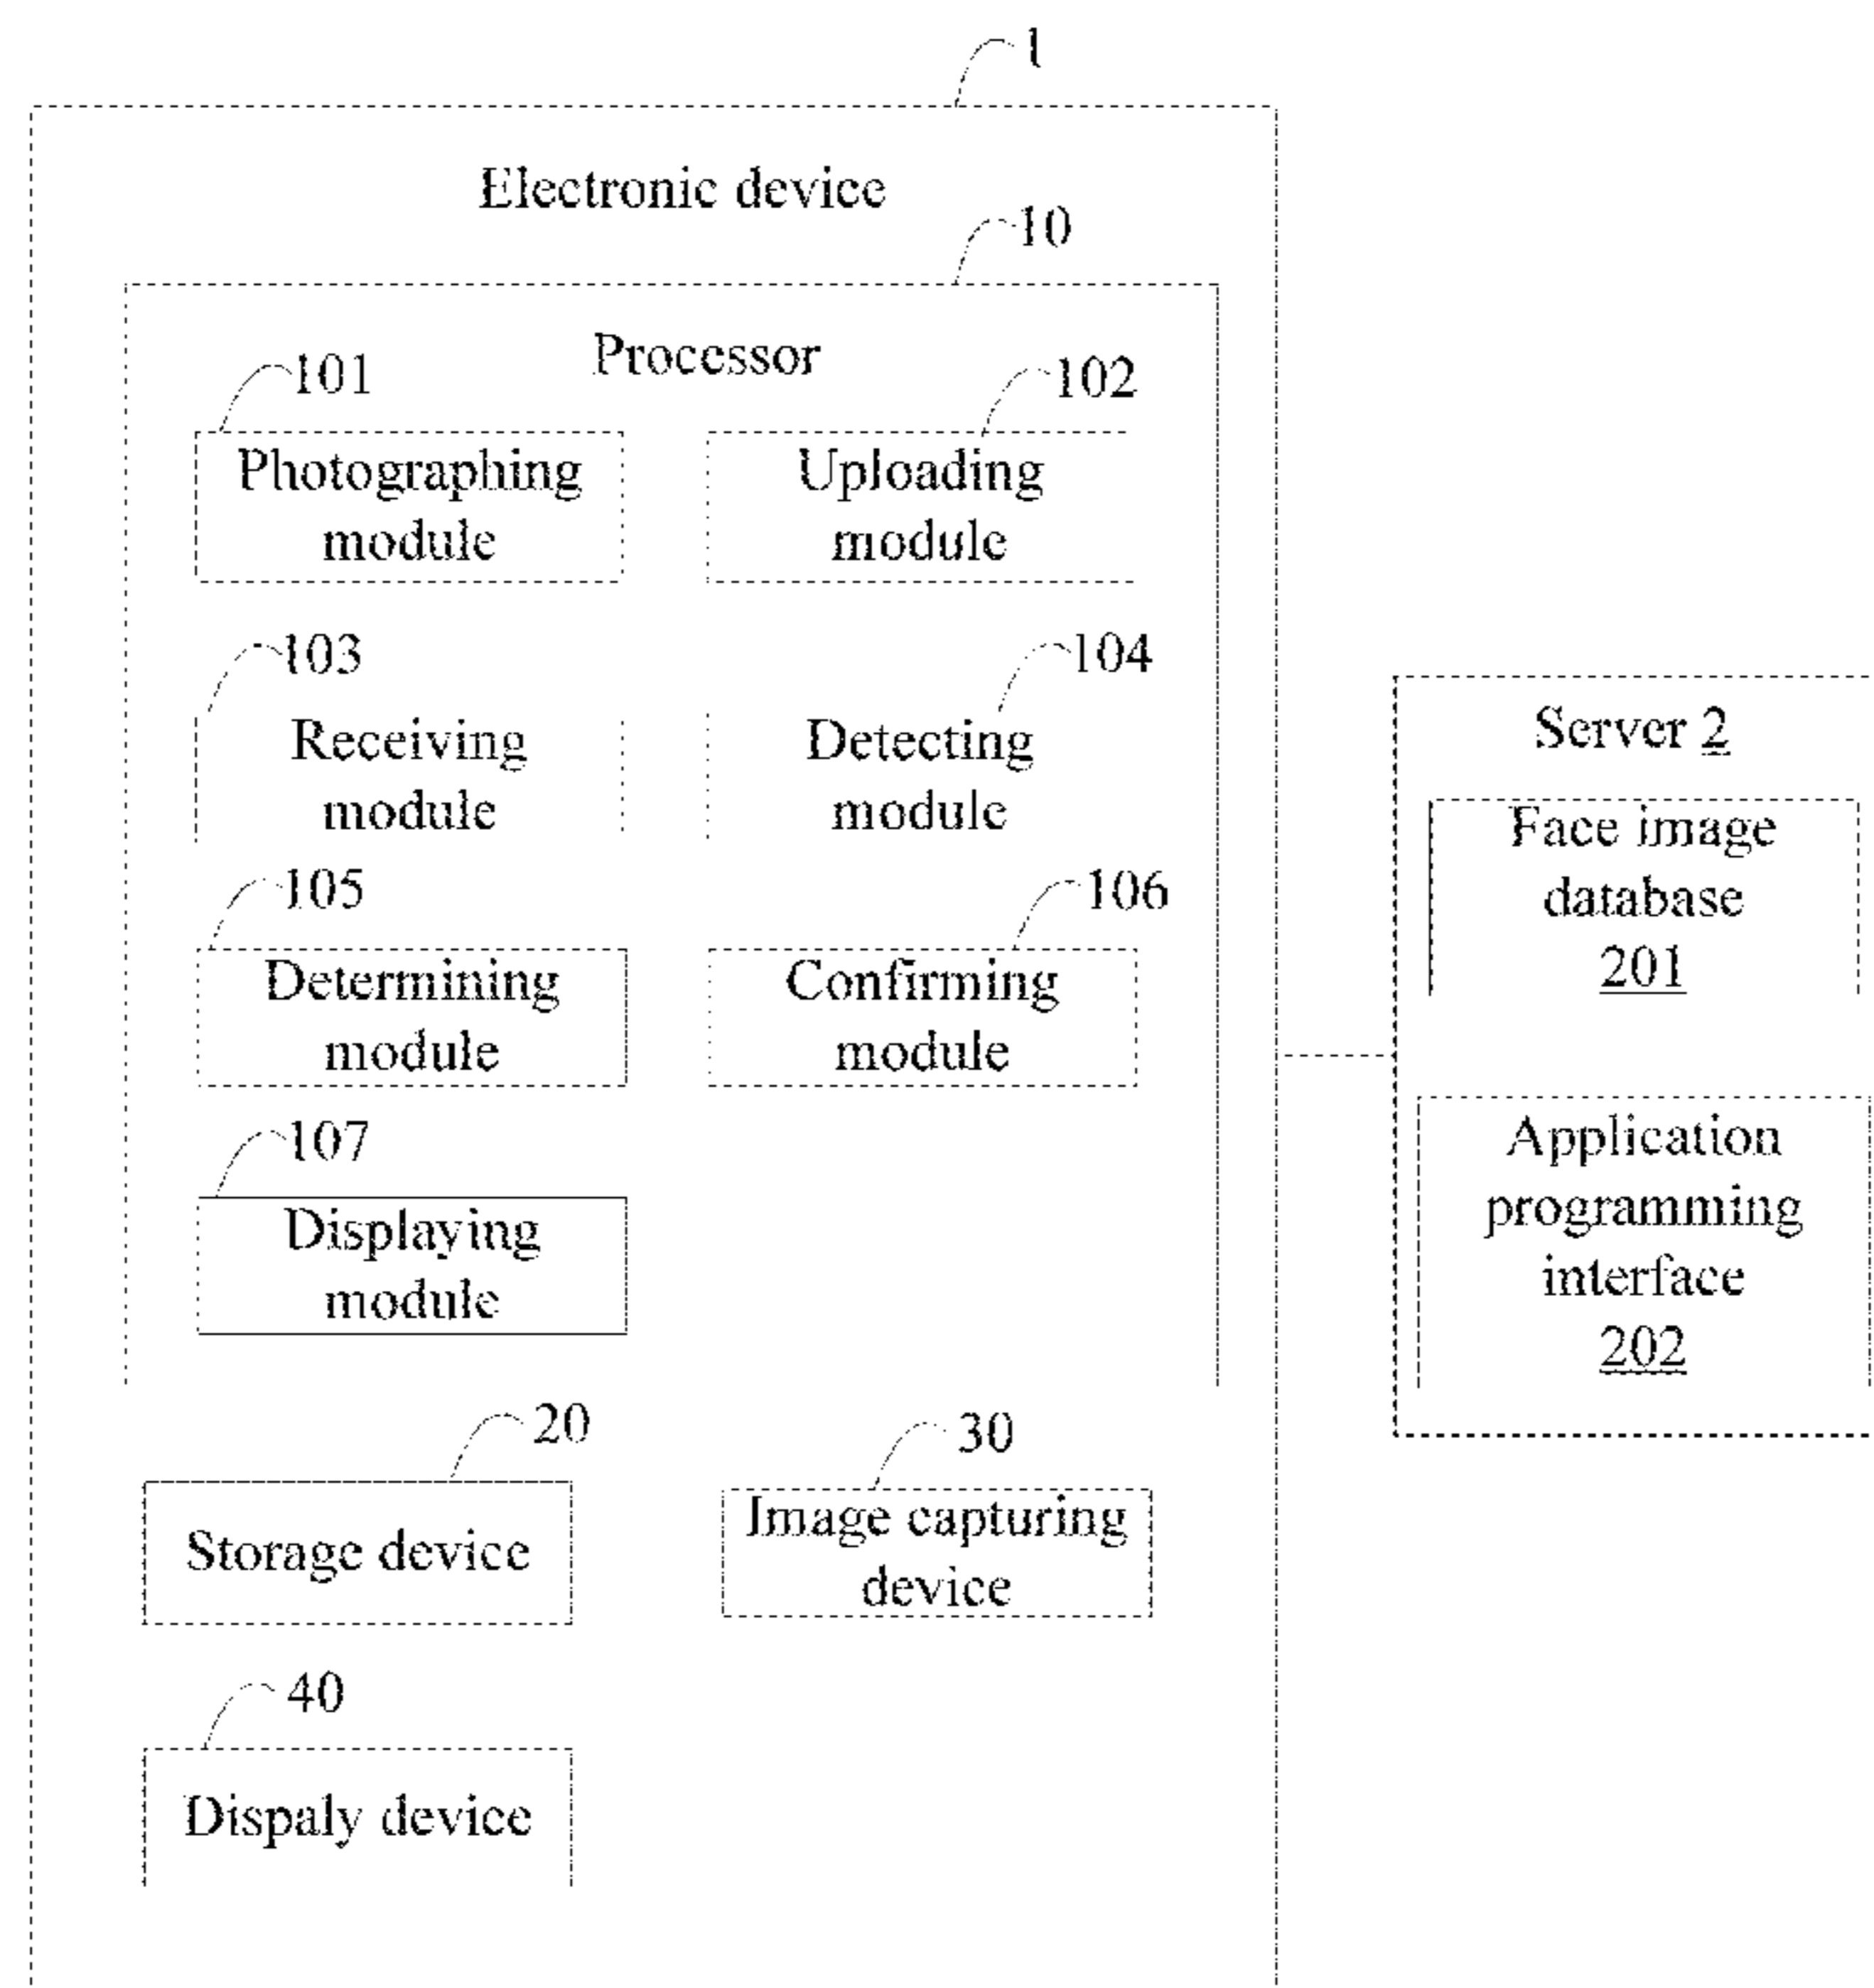 1
Electronic device
10
Processor
101
102
Photographing
module
Uploading
module
103
104
Receiving
module
Detecting
module
105
106
Determining
module
Confirming
module
107
Displaying
module
20
30
Storage device
Image capturing
device
40
Dispaly device
Server 2
Face image
database
201
Application
programming
interface
202